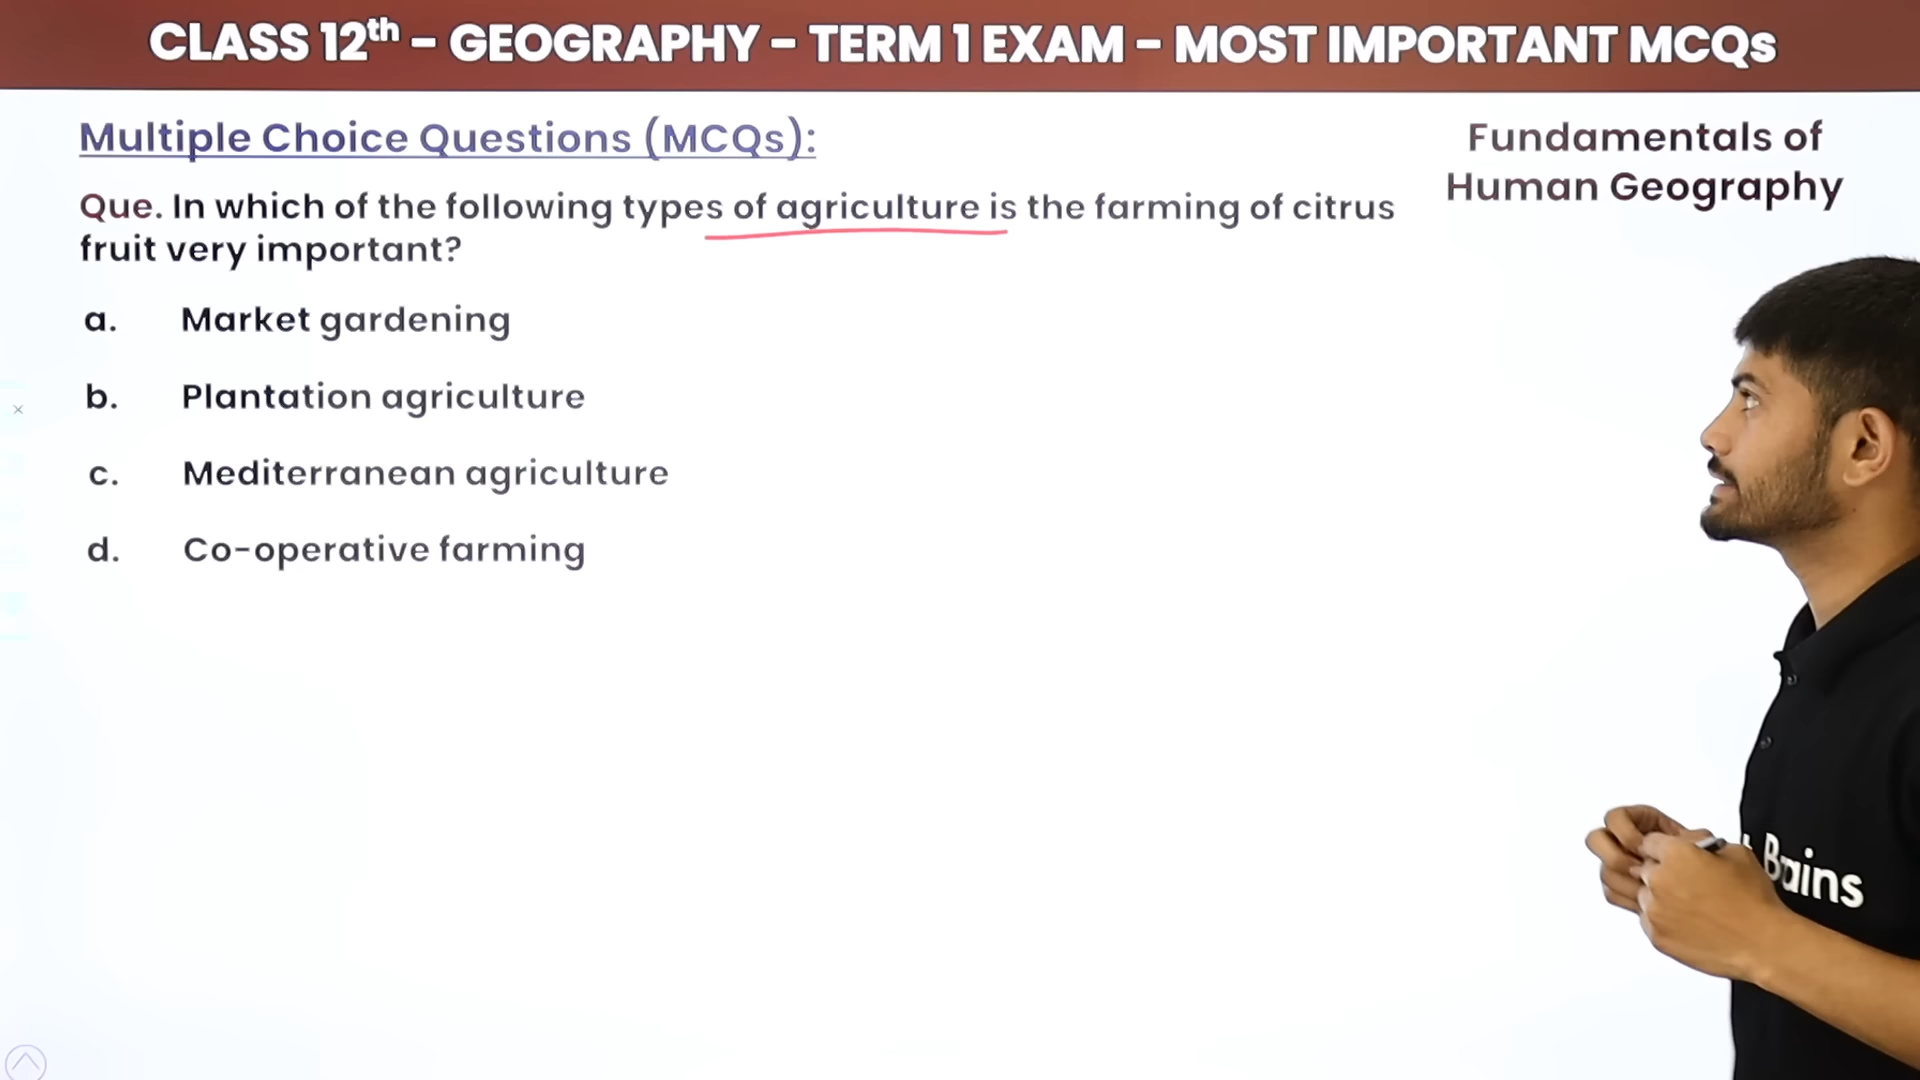 CLASS 12th - GEOGRAPHY - TERM 1 EXAM - MOST IMPORTANT MCQs
Multiple Choice Questions (MCQs):
Fundamentals of
Human Geography
Que. In which of the following types of agriculture is the farming of citrus
fruit very important?
a. Market gardening
b. Plantation agriculture
c. Mediterranean agriculture
d. Co-operative farming